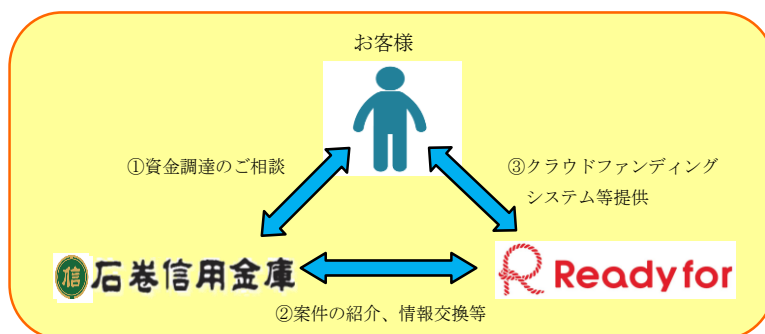 お客様
①資金調達のご相談
③クラウドファンディング
システム等提供
信 石巻信用金庫
Readyfor
②案件の紹介、情報交換等